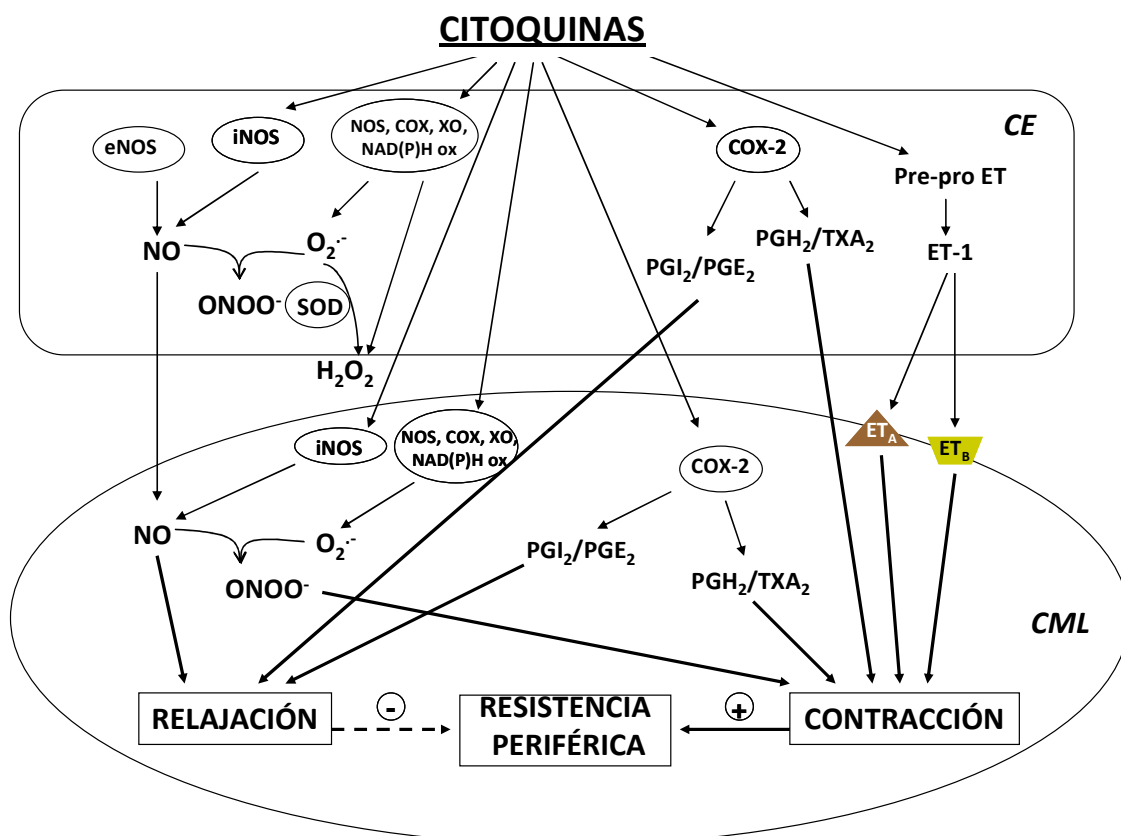 CITOQUINAS
CE
eNOS
iNOS
NOS, COX, XO,
NAD(P)H ox
COX-2
Pre-pro ET
NO
O₂·⁻
PGI₂/PGE₂
PGH₂/TXA₂
ET-1
ONOO⁻
SOD
H₂O₂
iNOS
NOS, COX, XO,
NAD(P)H ox
COX-2
ET_A
ET_B
NO
O₂·⁻
ONOO⁻
PGI₂/PGE₂
PGH₂/TXA₂
CML
RELAJACIÓN
-
RESISTENCIA
PERIFÉRICA
+
CONTRACCIÓN